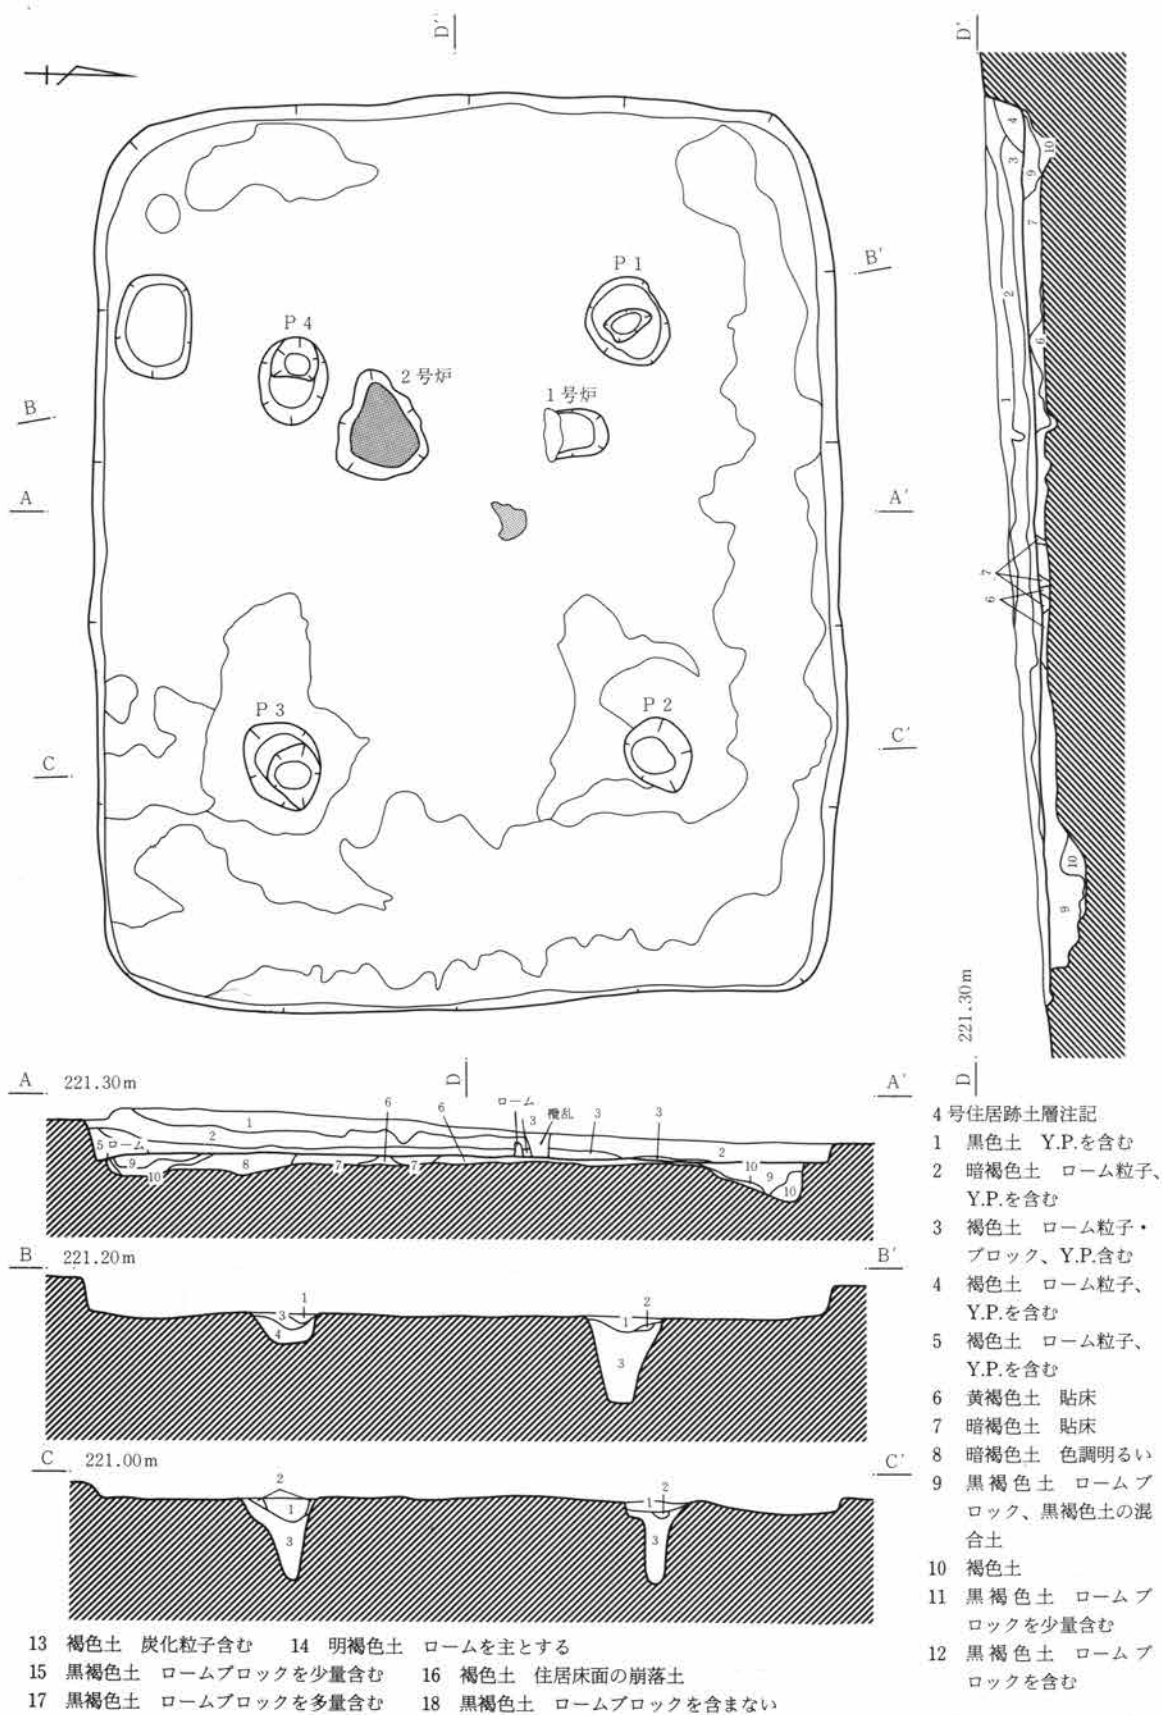 D'
D'
P 1
B'
P 4
2号炉
1号炉
B
A
A'
P 3
P 2
C
C'
D
D
221.30m
4
3
10
9
7
2
6
1
7
6
10
9
A 221.30m A'
6 6 ローム 3 攪乱 3 3
1
5 ローム 2 2
9 10 8 7 7 10 9 10
B 221.20m B'
1 2
3 1
4 3
C 221.00m C'
2 2
1 1
3 3
4号住居跡土層注記
1 黒色土 Y.P.を含む
2 暗褐色土 ローム粒子、
Y.P.を含む
3 褐色土 ローム粒子・
ブロック、Y.P.含む
4 褐色土 ローム粒子、
Y.P.を含む
5 褐色土 ローム粒子、
Y.P.を含む
6 黄褐色土 貼床
7 暗褐色土 貼床
8 暗褐色土 色調明るい
9 黒褐色土 ロームブ
ロック、黒褐色土の混
合土
10 褐色土
11 黒褐色土 ロームブ
ロックを少量含む
12 黒褐色土 ロームブ
ロックを含む
13 褐色土 炭化粒子含む 14 明褐色土 ロームを主とする
15 黒褐色土 ロームブロックを少量含む 16 褐色土 住居床面の崩落土
17 黒褐色土 ロームブロックを多量含む 18 黒褐色土 ロームブロックを含まない